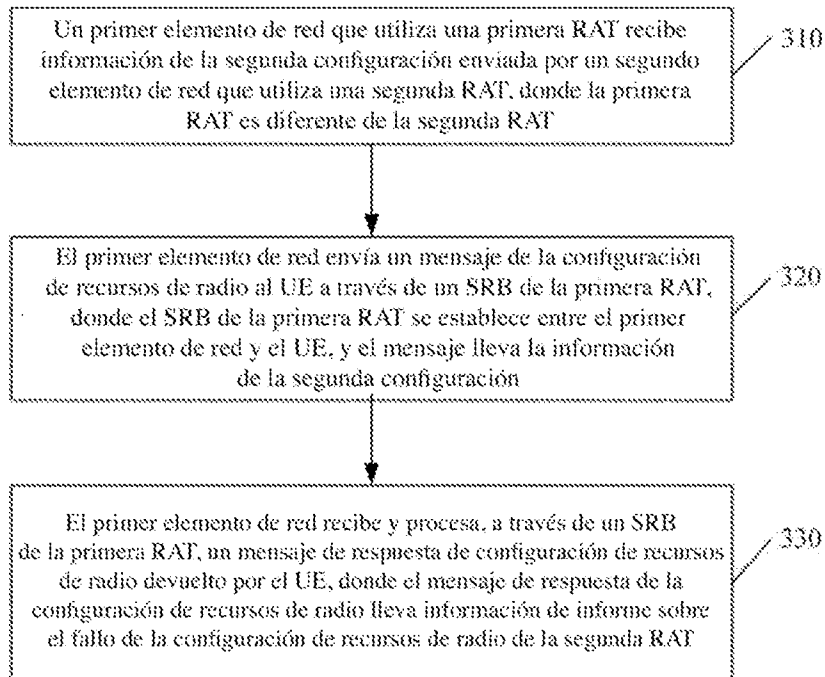 Un primer elemento de red que utiliza una primera RAT recibe
información de la segunda configuración enviada por un segundo
elemento de red que utiliza una segunda RAT, donde la primera
RAT es diferente de la segunda RAT
310
El primer elemento de red envía un mensaje de la configuración
de recursos de radio al UE a través de un SRB de la primera RAT,
donde el SRB de la primera RAT se establece entre el primer
elemento de red y el UE, y el mensaje lleva la información
de la segunda configuración
320
El primer elemento de red recibe y procesa, a través de un SRB
de la primera RAT, un mensaje de respuesta de configuración de recursos
de radio devuelto por el UE, donde el mensaje de respuesta de la
configuración de recursos de radio lleva información de informe sobre
el fallo de la configuración de recursos de radio de la segunda RAT
330